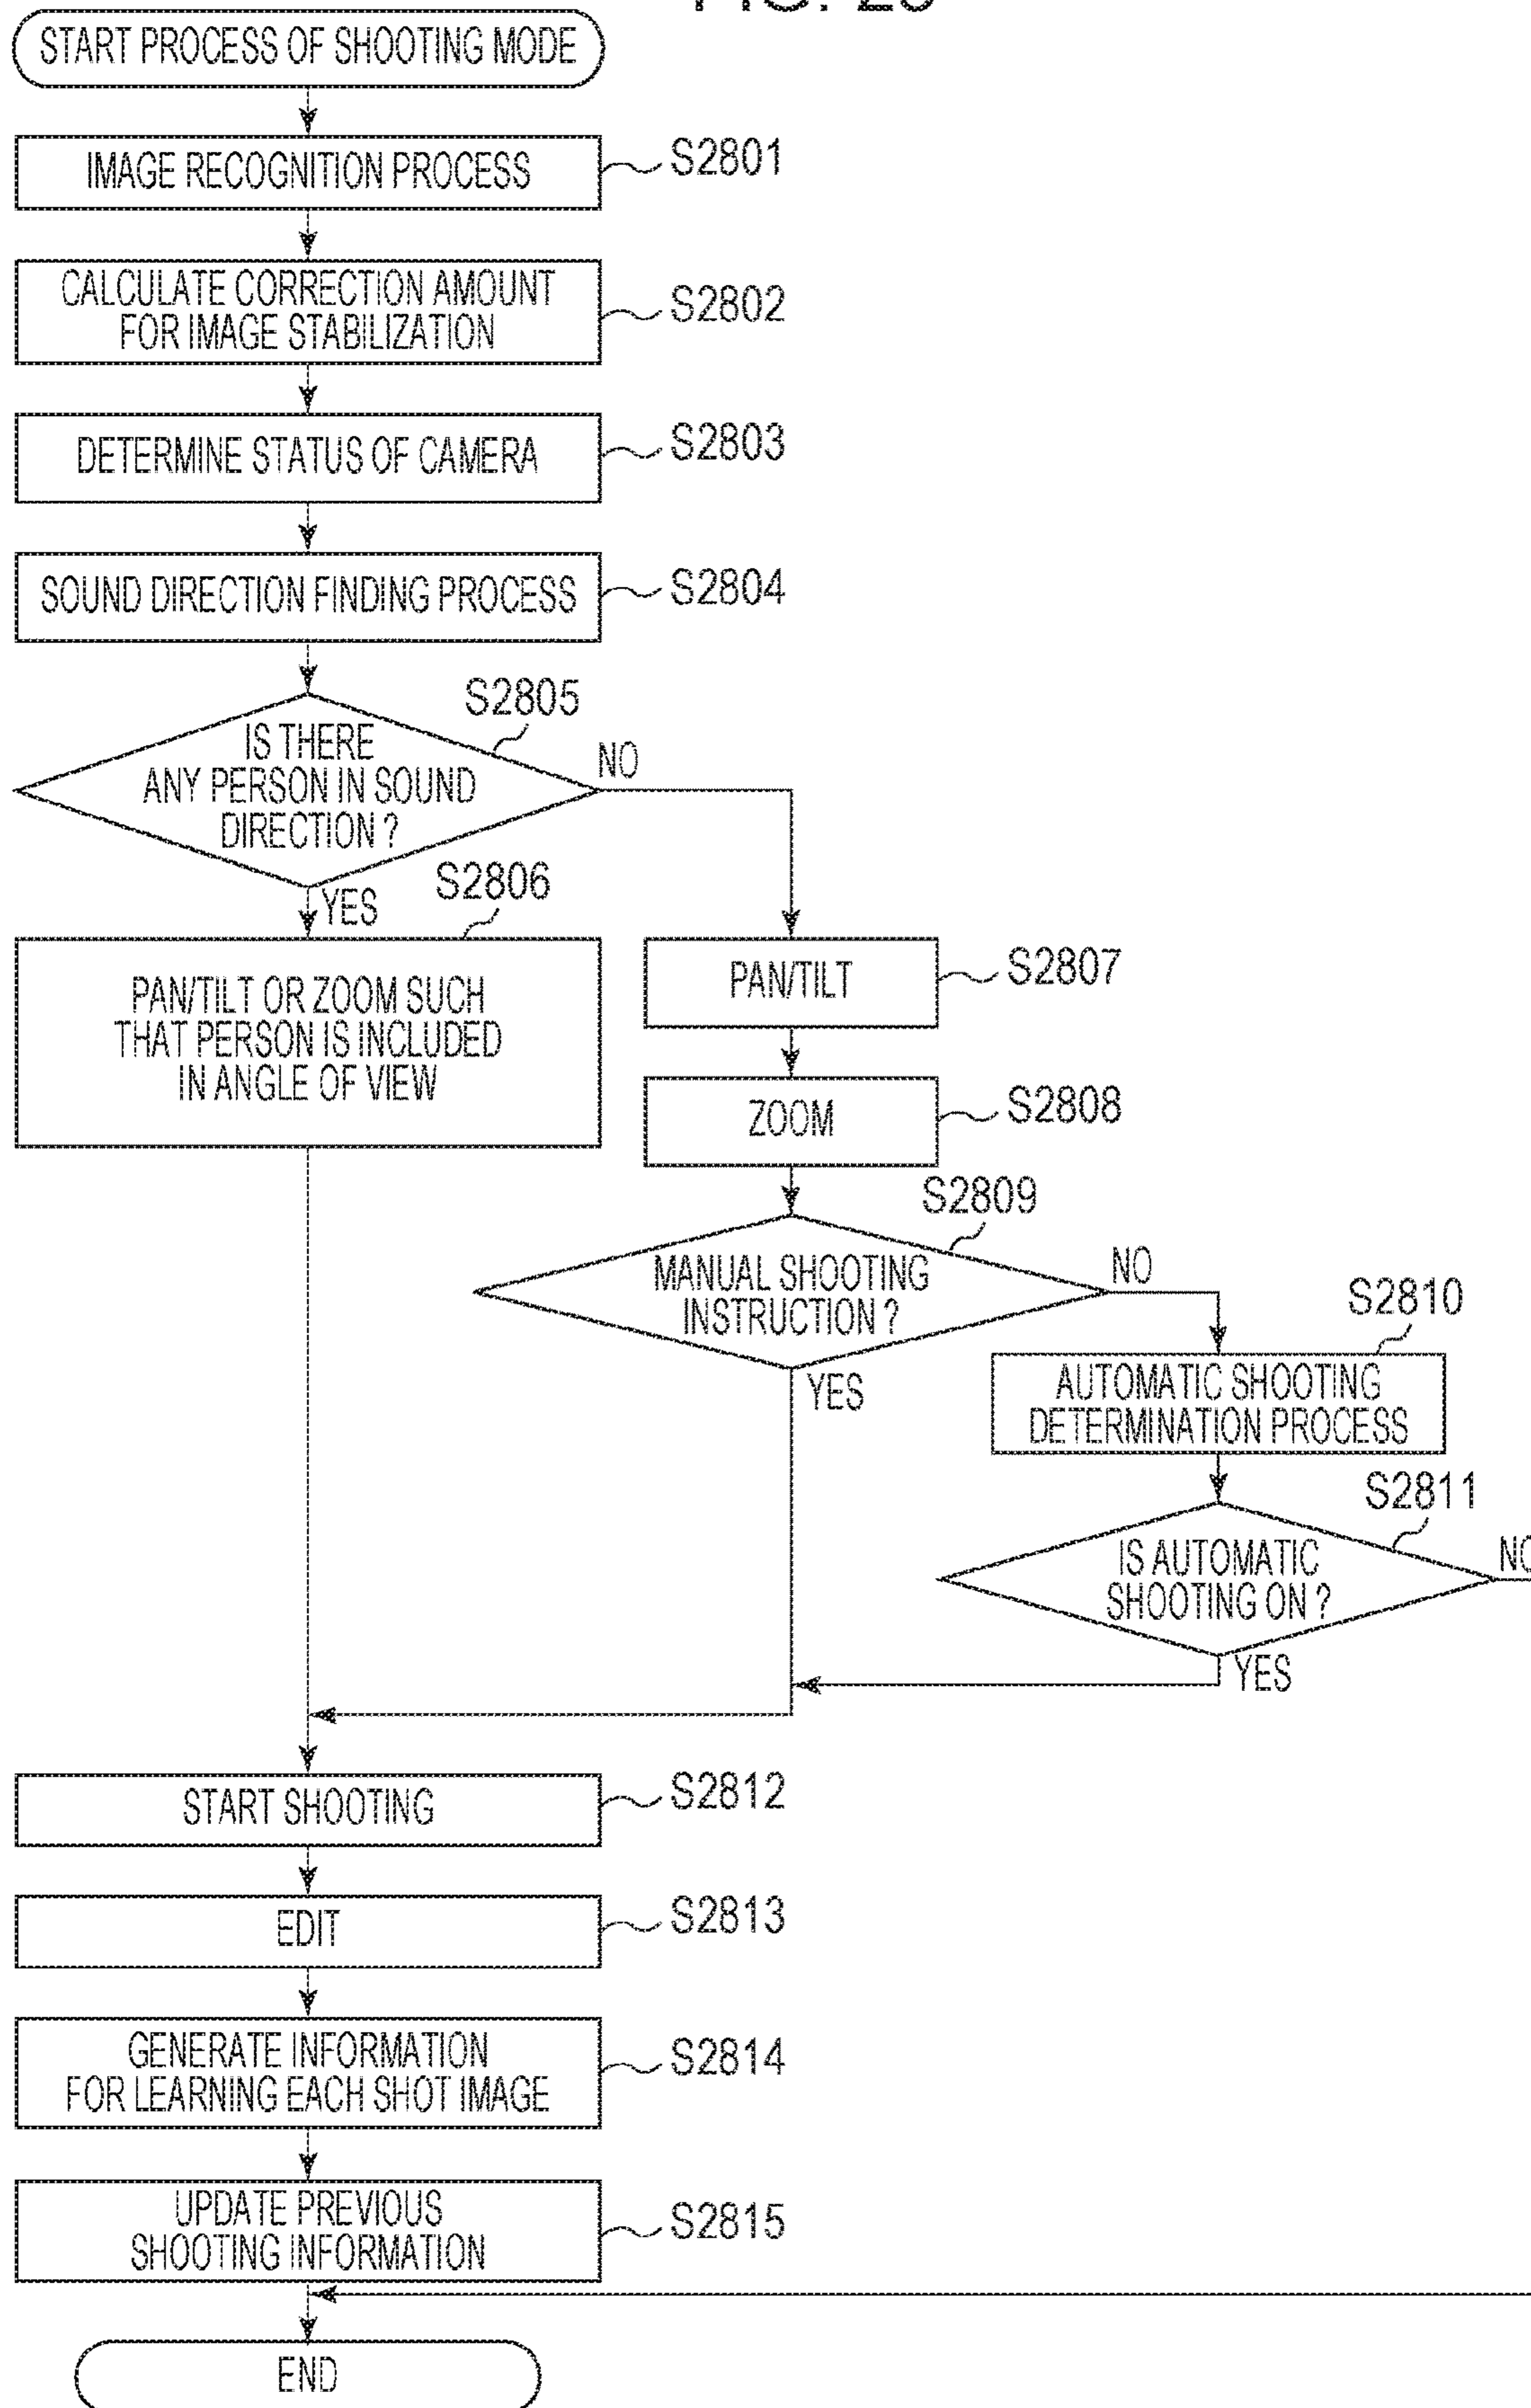 START PROCESS OF SHOOTING MODE
IMAGE RECOGNITION PROCESS
S2801
CALCULATE CORRECTION AMOUNT
FOR IMAGE STABILIZATION
S2802
DETERMINE STATUS OF CAMERA
S2803
SOUND DIRECTION FINDING PROCESS
S2804
S2805
IS THERE
ANY PERSON IN SOUND
DIRECTION ?
NO
YES
S2806
PAN/TILT OR ZOOM SUCH
THAT PERSON IS INCLUDED
IN ANGLE OF VIEW
PAN/TILT
S2807
ZOOM
S2808
S2809
MANUAL SHOOTING
INSTRUCTION ?
NO
YES
S2810
AUTOMATIC SHOOTING
DETERMINATION PROCESS
S2811
IS AUTOMATIC
SHOOTING ON ?
NO
YES
START SHOOTING
S2812
EDIT
S2813
GENERATE INFORMATION
FOR LEARNING EACH SHOT IMAGE
S2814
UPDATE PREVIOUS
SHOOTING INFORMATION
S2815
END